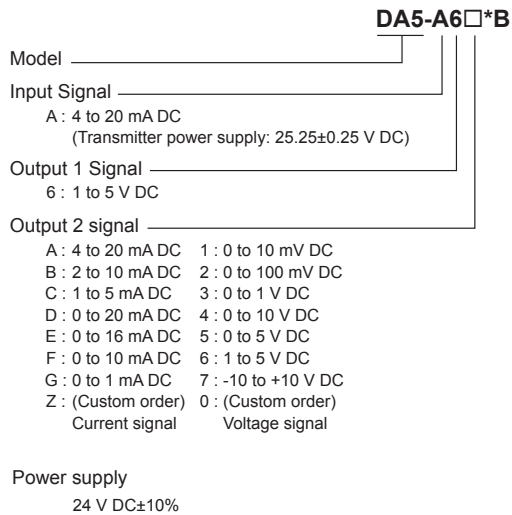 DA5-A6□*B
Model
Input Signal
A : 4 to 20 mA DC
(Transmitter power supply: 25.25±0.25 V DC)
Output 1 Signal
6 : 1 to 5 V DC
Output 2 signal
A : 4 to 20 mA DC 1 : 0 to 10 mV DC
B : 2 to 10 mA DC 2 : 0 to 100 mV DC
C : 1 to 5 mA DC 3 : 0 to 1 V DC
D : 0 to 20 mA DC 4 : 0 to 10 V DC
E : 0 to 16 mA DC 5 : 0 to 5 V DC
F : 0 to 10 mA DC 6 : 1 to 5 V DC
G : 0 to 1 mA DC 7 : -10 to +10 V DC
Z : (Custom order) 0 : (Custom order)
Current signal Voltage signal
Power supply
24 V DC±10%